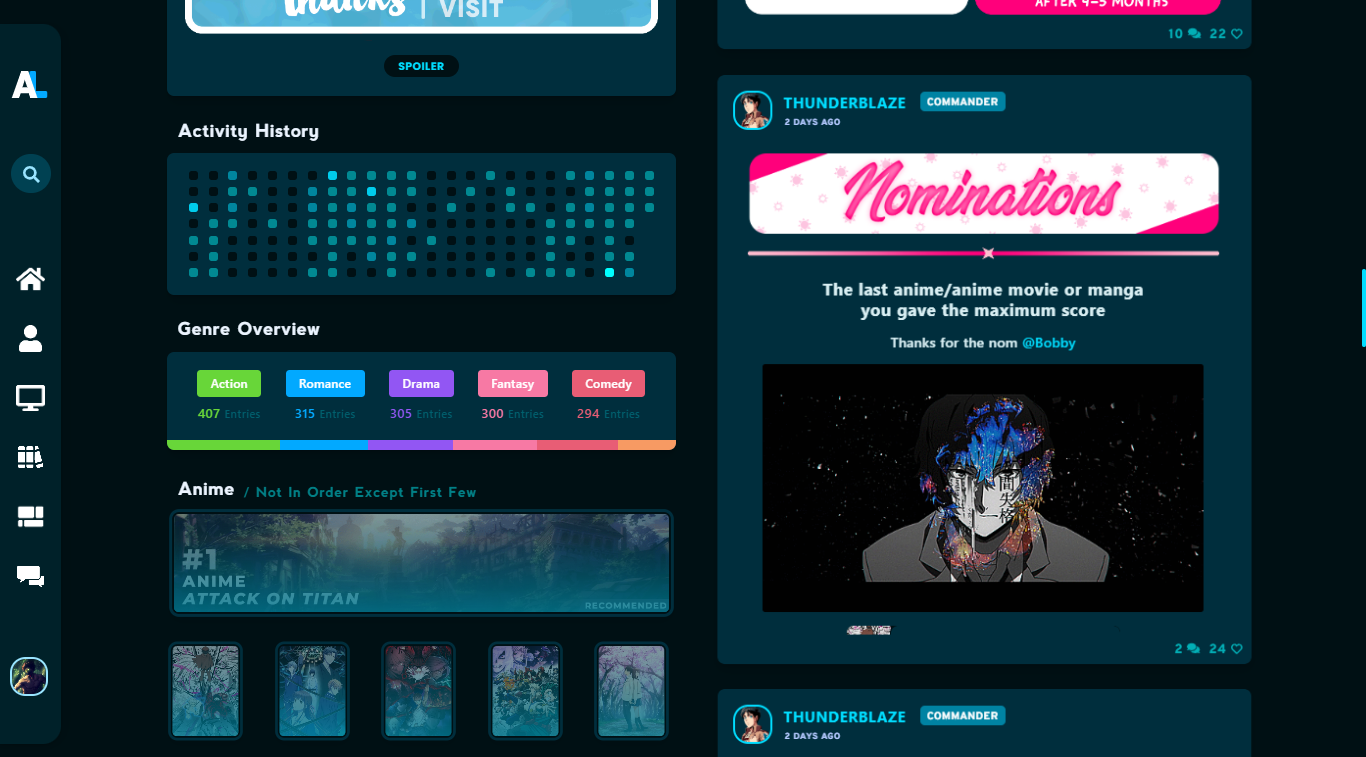 Thanks | VISIT
SPOILER
AL
Activity History
Genre Overview
Action
Romance
Drama
Fantasy
Comedy
407 Entries
315 Entries
305 Entries
300 Entries
294 Entries
Anime / Not In Order Except First Few
#1
ANIME
ATTACK ON TITAN
RECOMMENDED
AFTER 4-5 MONTHS
10 22
THUNDERBLAZE COMMANDER
2 DAYS AGO
Nominations
The last anime/anime movie or manga
you gave the maximum score
Thanks for the nom @Bobby
2 24
THUNDERBLAZE COMMANDER
2 DAYS AGO